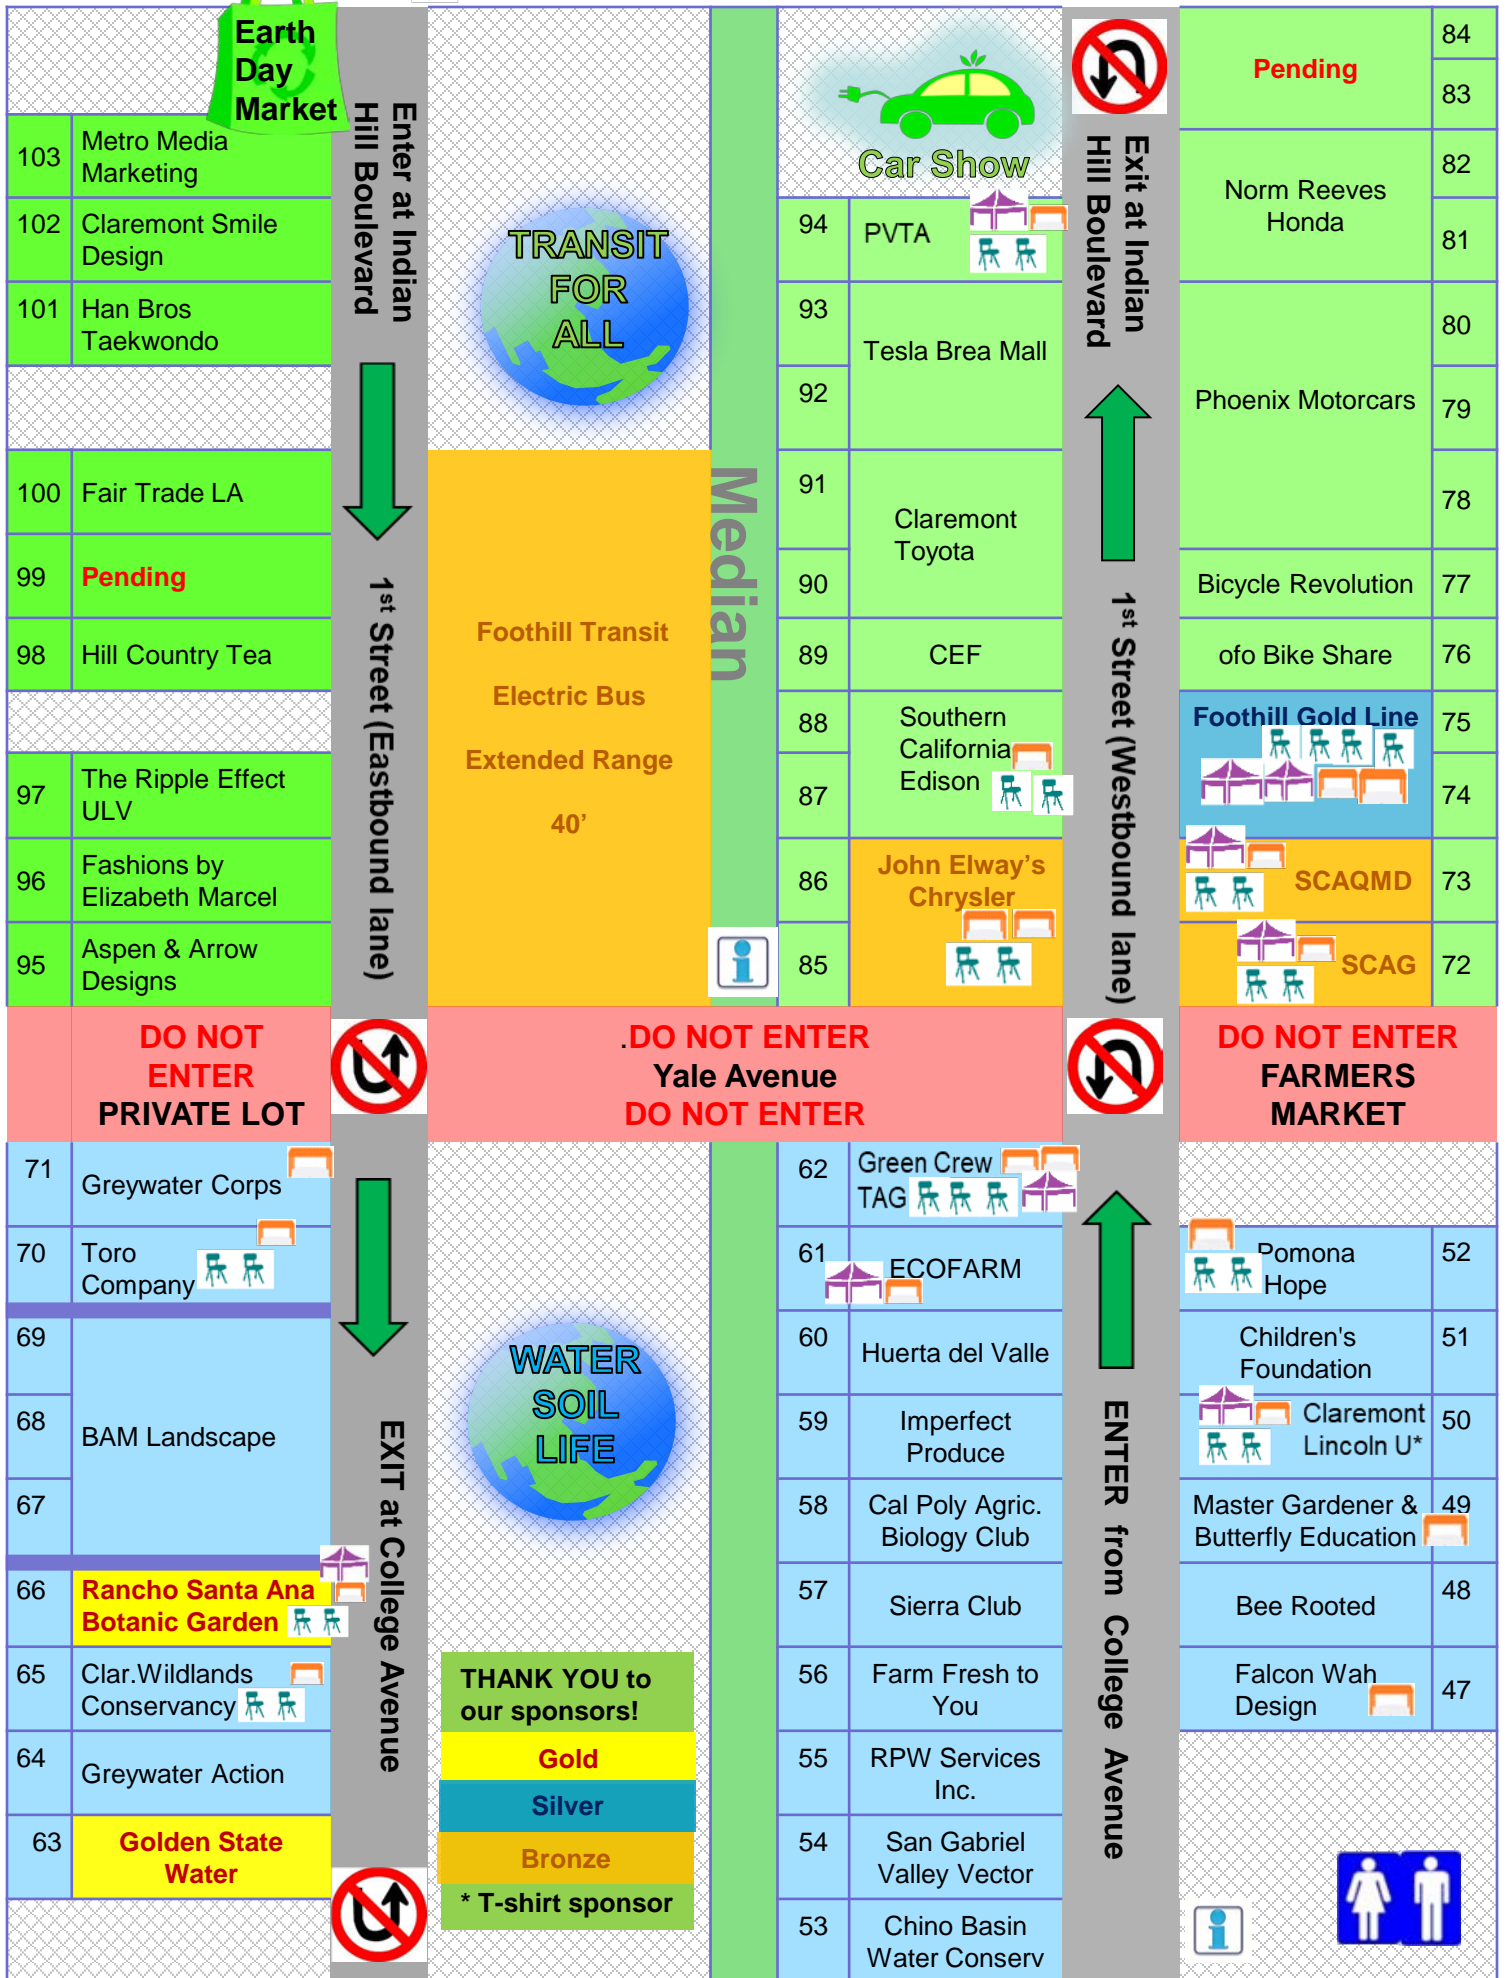 Earth
Day
Market
103
Metro Media
Marketing
102
Claremont Smile
Design
101
Han Bros
Taekwondo
100
Fair Trade LA
99
Pending
98
Hill Country Tea
97
The Ripple Effect
ULV
96
Fashions by
Elizabeth Marcel
95
Aspen & Arrow
Designs
Enter at Indian
Hill Boulevard
1st Street (Eastbound lane)
TRANSIT
FOR
ALL
Foothill Transit
Electric Bus
Extended Range
40’
Median
Car Show
94
PVTA
93
Tesla Brea Mall
92
91
Claremont
Toyota
90
89
CEF
88
Southern
California
Edison
87
86
John Elway’s
Chrysler
85
i
Exit at Indian
Hill Boulevard
1st Street (Westbound lane)
Pending
84
83
Norm Reeves
Honda
82
81
Phoenix Motorcars
80
79
78
Bicycle Revolution
77
ofo Bike Share
76
Foothill Gold Line
75
74
SCAQMD
73
SCAG
72
DO NOT
ENTER
PRIVATE LOT
.DO NOT ENTER
Yale Avenue
DO NOT ENTER
DO NOT ENTER
FARMERS
MARKET
71
Greywater Corps
70
Toro
Company
69
68
BAM Landscape
67
66
Rancho Santa Ana
Botanic Garden
65
Clar.Wildlands
Conservancy
64
Greywater Action
63
Golden State
Water
EXIT at College Avenue
WATER
SOIL
LIFE
THANK YOU to
our sponsors!
Gold
Silver
Bronze
* T-shirt sponsor
62
Green Crew
TAG
61
ECOFARM
60
Huerta del Valle
59
Imperfect
Produce
58
Cal Poly Agric.
Biology Club
57
Sierra Club
56
Farm Fresh to
You
55
RPW Services
Inc.
54
San Gabriel
Valley Vector
53
Chino Basin
Water Conserv
ENTER from College Avenue
Pomona
Hope
52
Children's
Foundation
51
Claremont
Lincoln U*
50
Master Gardener &
Butterfly Education
49
Bee Rooted
48
Falcon Wah
Design
47
i